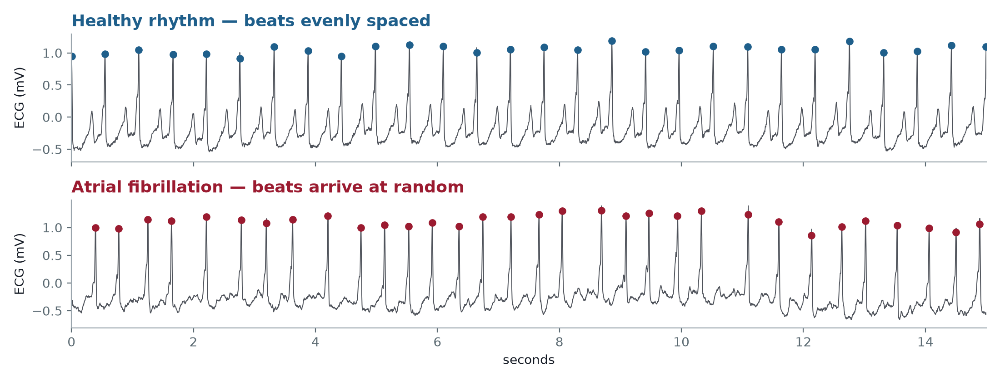 Healthy rhythm — beats evenly spaced
ECG (mV)
1.0
0.5
0.0
−0.5
Atrial fibrillation — beats arrive at random
ECG (mV)
1.0
0.5
0.0
−0.5
0 2 4 6 8 10 12 14
seconds